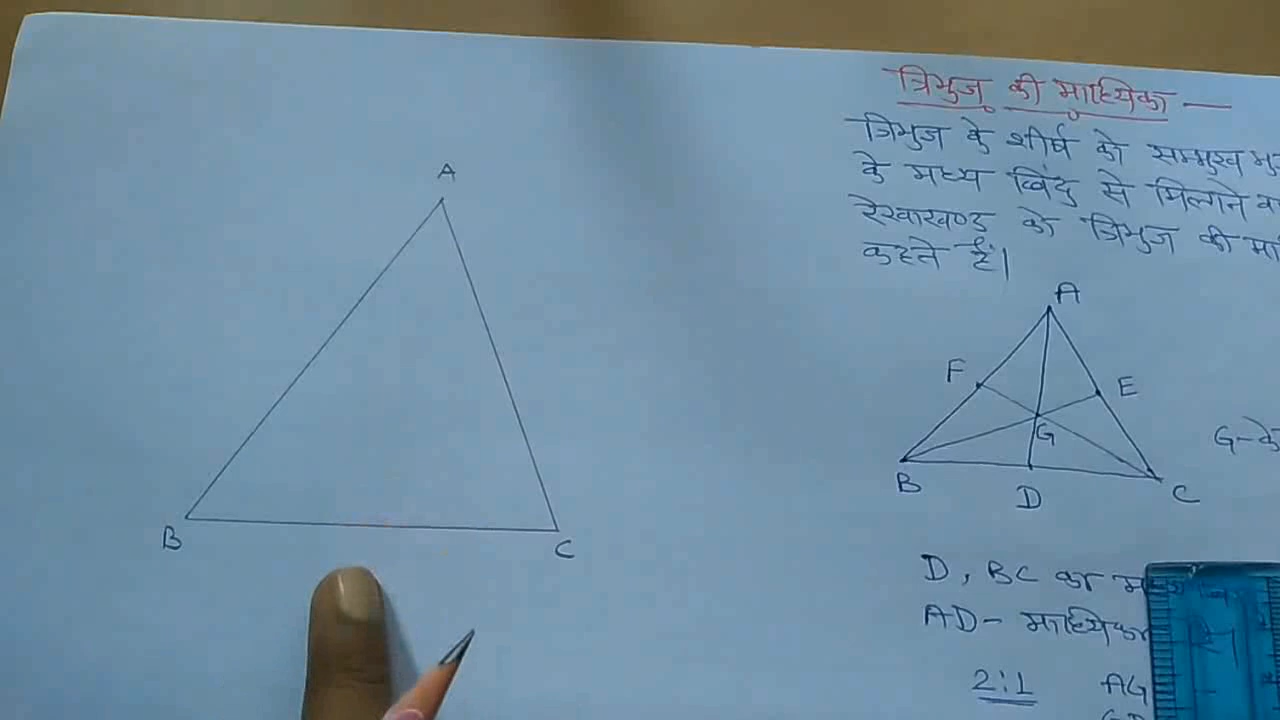 त्रिभुज की माध्यिका —
त्रिभुज के शीर्ष को सम्मुख
के मध्य बिंदु से मिलाने
रेखाखण्ड को त्रिभुज की
कहते हैं।
A
A
F
E
G
G-के
B
D
C
B
C
D, BC का
AD- माध्यिका
2:1 AG